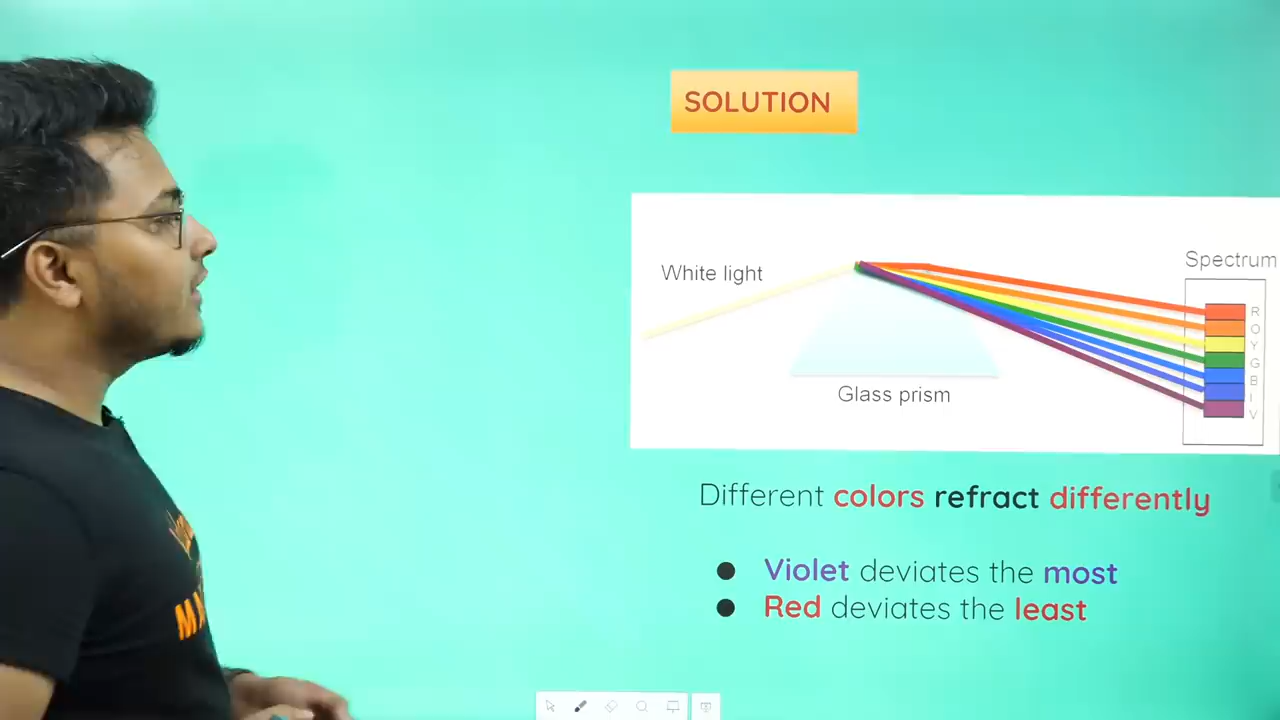 SOLUTION
White light
Spectrum
R
O
Y
G
B
I
V
Glass prism
Different colors refract differently
● Violet deviates the most
● Red deviates the least